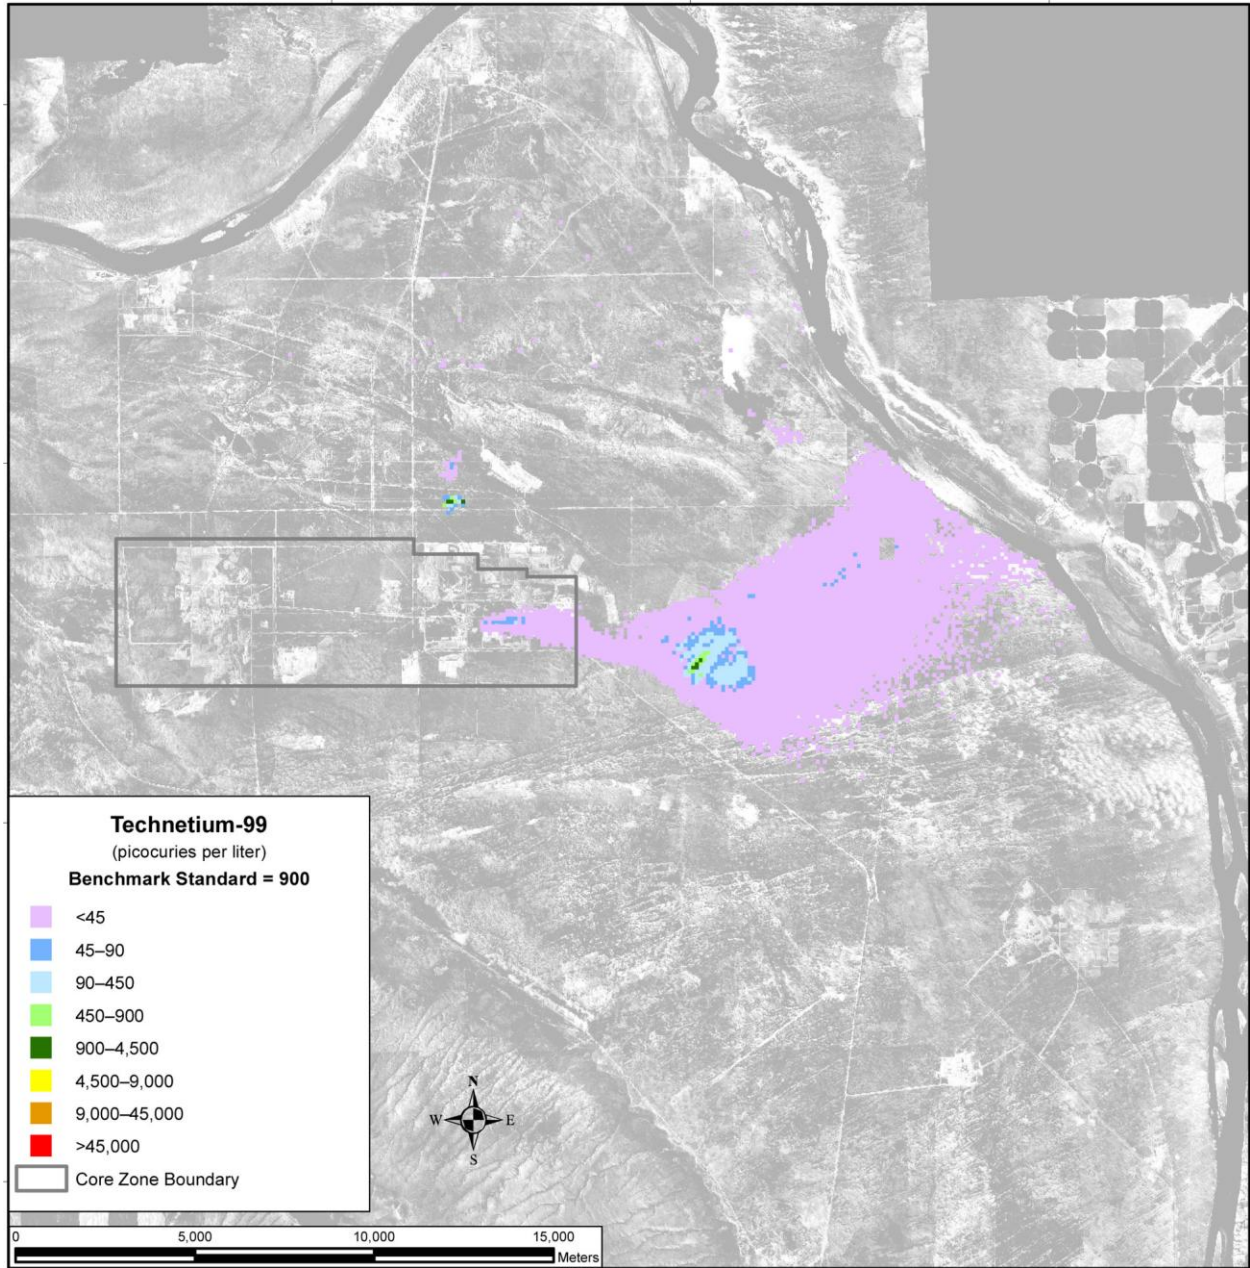 Technetium-99
(picocuries per liter)
Benchmark Standard = 900
<45
45–90
90–450
450–900
900–4,500
4,500–9,000
9,000–45,000
>45,000
Core Zone Boundary
N
W E
S
0 5,000 10,000 15,000
Meters